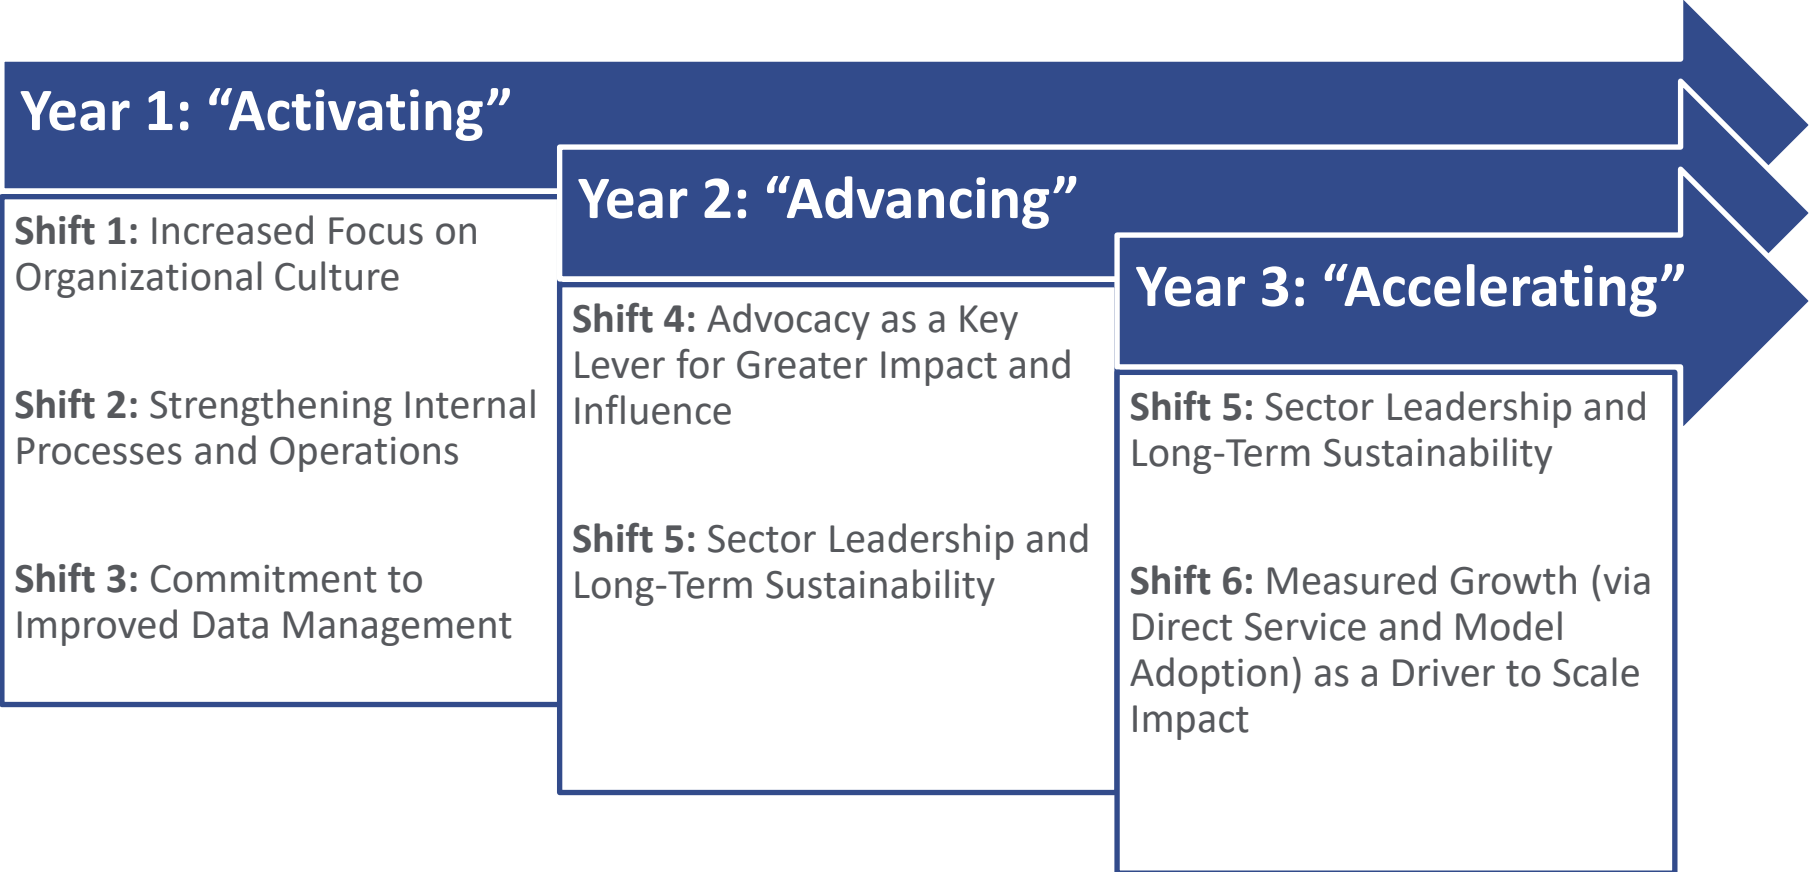 Year 1: “Activating”
Shift 1: Increased Focus on
Organizational Culture
Shift 2: Strengthening Internal
Processes and Operations
Shift 3: Commitment to
Improved Data Management
Year 2: “Advancing”
Shift 4: Advocacy as a Key
Lever for Greater Impact and
Influence
Shift 5: Sector Leadership and
Long-Term Sustainability
Year 3: “Accelerating”
Shift 5: Sector Leadership and
Long-Term Sustainability
Shift 6: Measured Growth (via
Direct Service and Model
Adoption) as a Driver to Scale
Impact